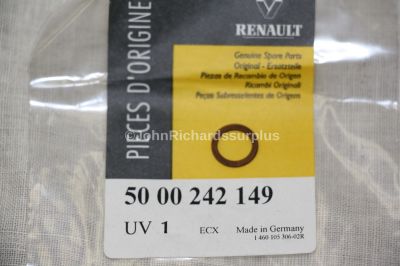 PIECES D'ORIGINE
RENAULT
Genuine Spare Parts
Original - Ersatzteile
Piezas de Recambio de Origen
Ricambi Originali
Peças Sobresselentes de Origem
©JohnRichardssurplus
50 00 242 149
UV 1 ECX Made in Germany
1 460 105 306-02R